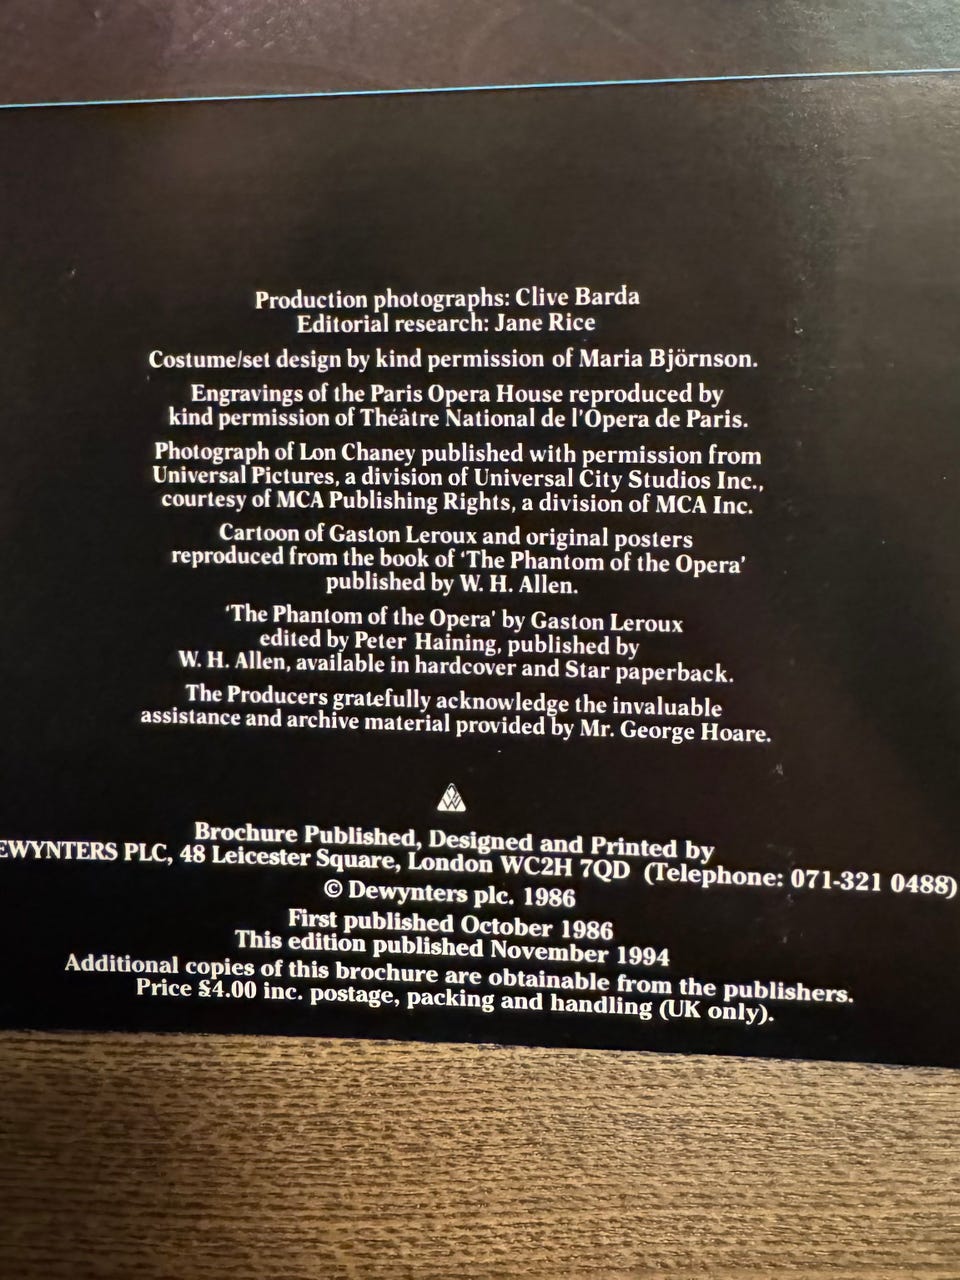 Production photographs: Clive Barda
Editorial research: Jane Rice
Costume/set design by kind permission of Maria Björnson.
Engravings of the Paris Opera House reproduced by
kind permission of Théâtre National de l'Opera de Paris.
Photograph of Lon Chaney published with permission from
Universal Pictures, a division of Universal City Studios Inc.,
courtesy of MCA Publishing Rights, a division of MCA Inc.
Cartoon of Gaston Leroux and original posters
reproduced from the book of 'The Phantom of the Opera'
published by W. H. Allen.
'The Phantom of the Opera' by Gaston Leroux
edited by Peter Haining, published by
W. H. Allen, available in hardcover and Star paperback.
The Producers gratefully acknowledge the invaluable
assistance and archive material provided by Mr. George Hoare.
Brochure Published, Designed and Printed by
EWYNTERS PLC, 48 Leicester Square, London WC2H 7QD (Telephone: 071-321 0488)
© Dewynters plc. 1986
First published October 1986
This edition published November 1994
Additional copies of this brochure are obtainable from the publishers.
Price £4.00 inc. postage, packing and handling (UK only).